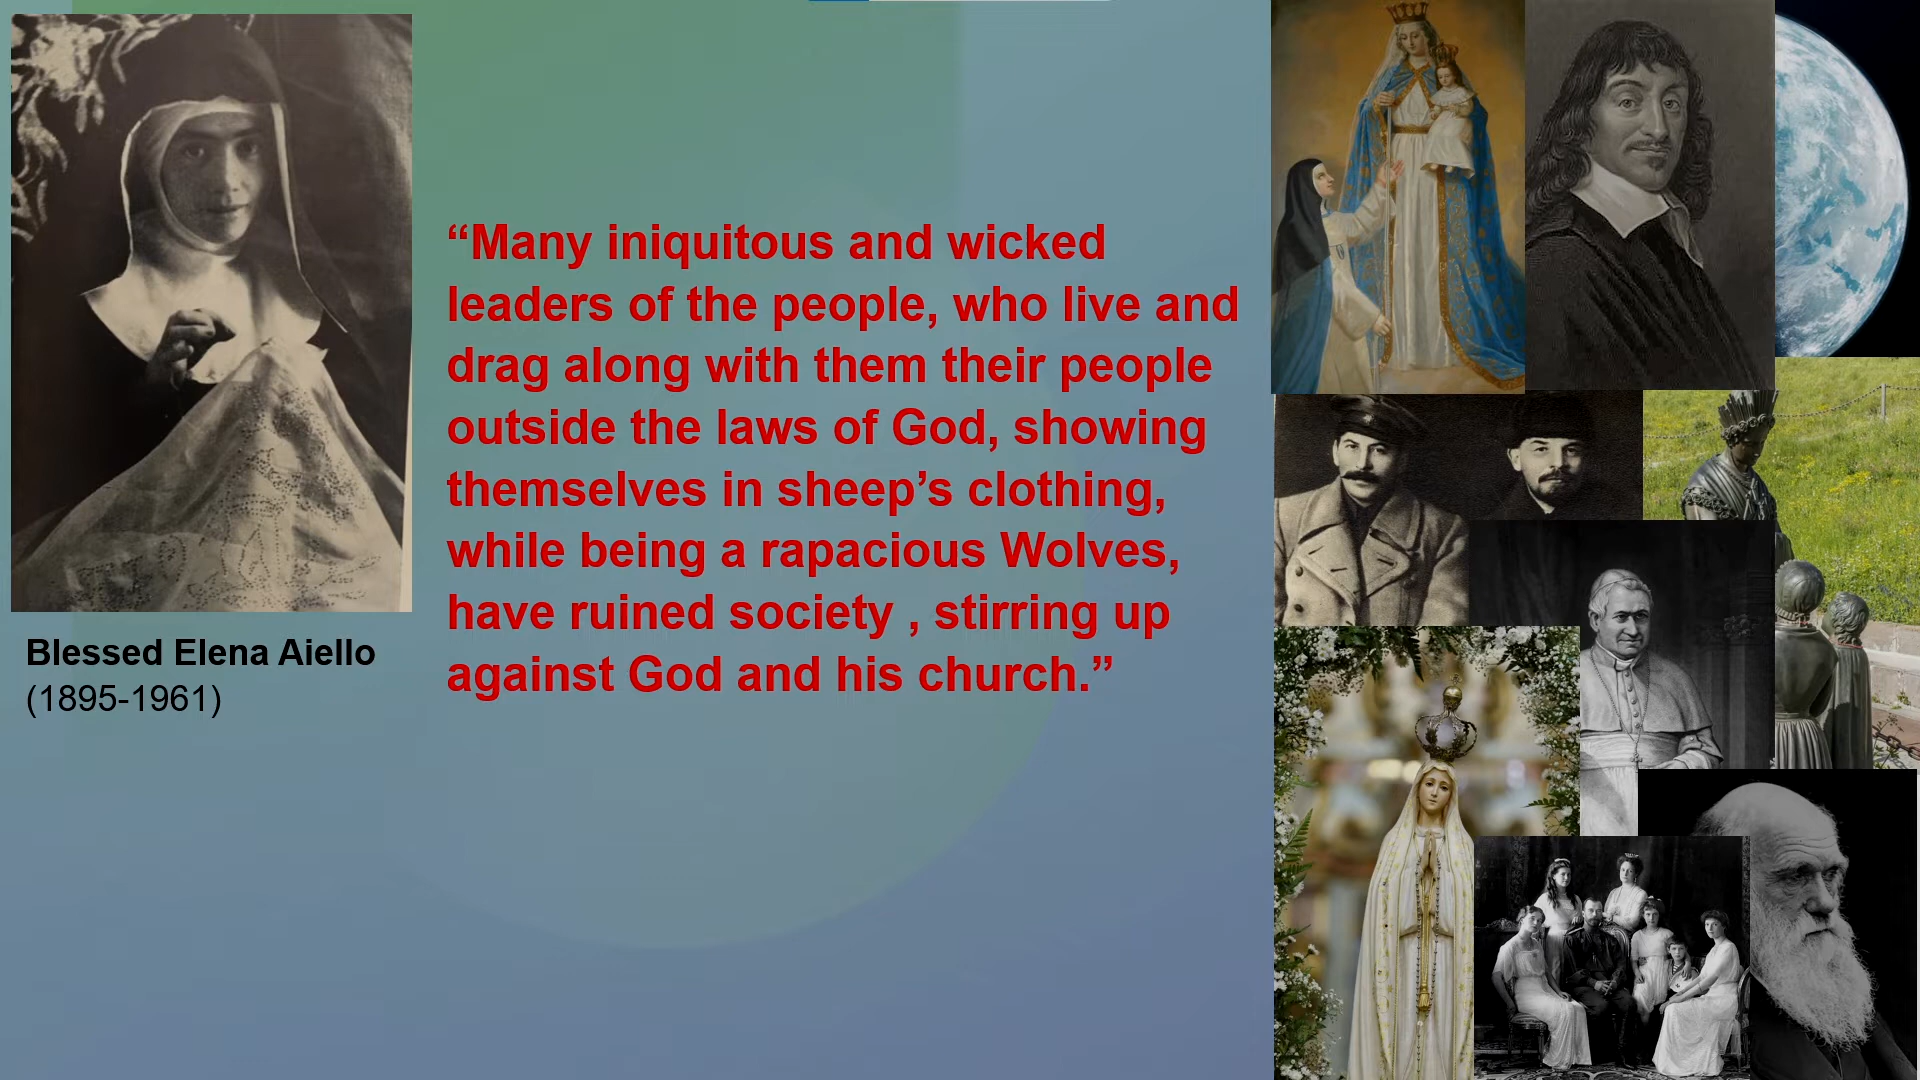 “Many iniquitous and wicked
leaders of the people, who live and
drag along with them their people
outside the laws of God, showing
themselves in sheep’s clothing,
while being a rapacious Wolves,
have ruined society , stirring up
against God and his church.”
Blessed Elena Aiello
(1895-1961)